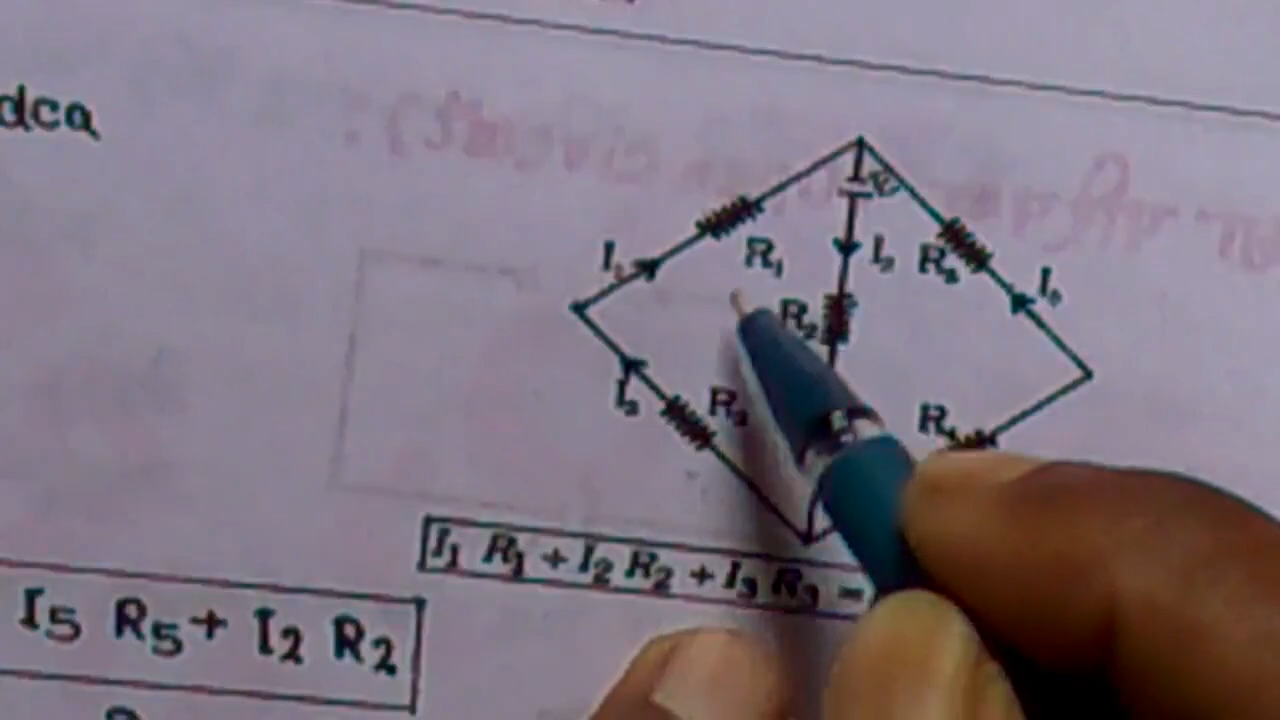 dca
I₁ R₁ I₂ R₅ I₅
R₂
I₃ R₃ R₄
I₁ R₁ + I₂ R₂ + I₃ R₃ =
I₅ R₅ + I₂ R₂